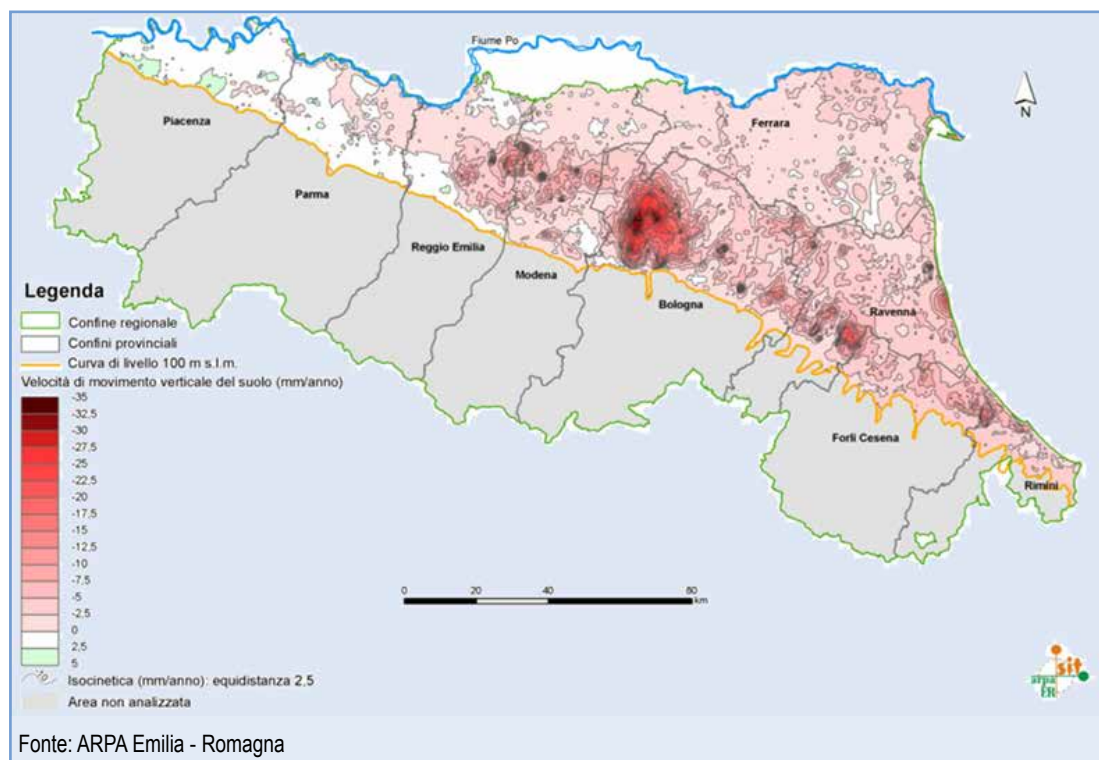 Fiume Po
N
Piacenza
Ferrara
Parma
Reggio Emilia
Modena
Bologna
Ravenna
Forlì Cesena
Rimini
Legenda
Confine regionale
Confini provinciali
Curva di livello 100 m s.l.m.
Velocità di movimento verticale del suolo (mm/anno)
-35
-32,5
-30
-27,5
-25
-22,5
-20
-17,5
-15
-12,5
-10
-7,5
-5
-2,5
0
2,5
5
Isocinetica (mm/anno): equidistanza 2,5
Area non analizzata
0 20 40 80
km
sit
arpa
ER
Fonte: ARPA Emilia - Romagna